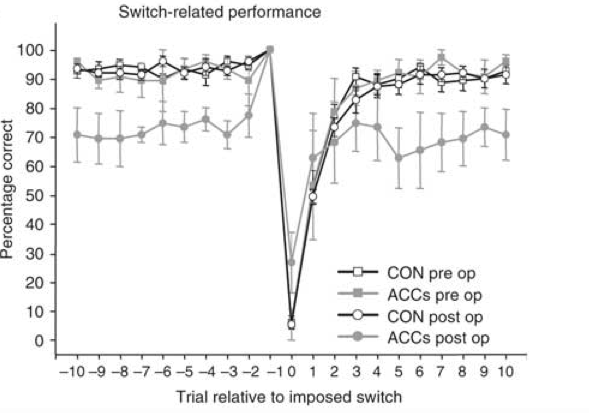 Switch-related performance
100
90
80
70
60
50
40
30
20
10
0
Percentage correct
CON pre op
ACCs pre op
CON post op
ACCs post op
–10 –9 –8 –7 –6 –5 –4 –3 –2 –1 0 1 2 3 4 5 6 7 8 9 10
Trial relative to imposed switch